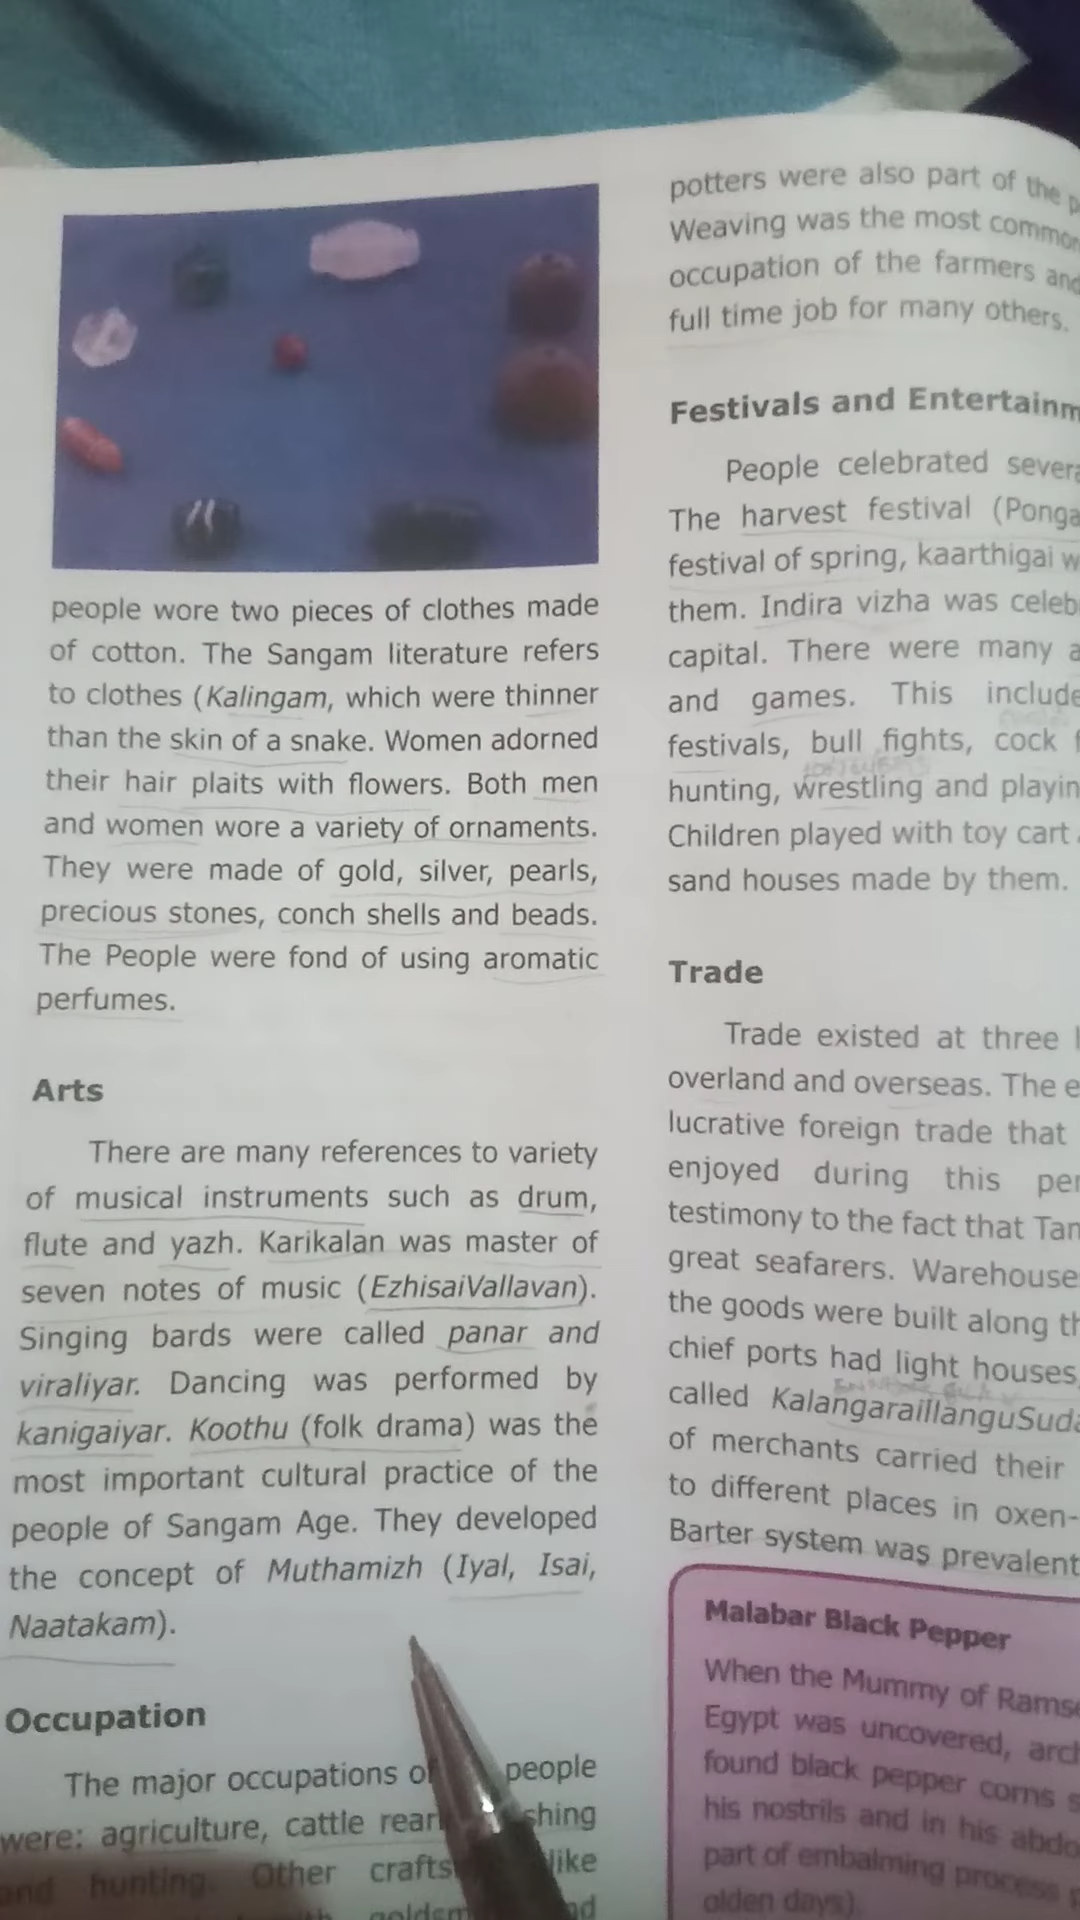 people wore two pieces of clothes made
of cotton. The Sangam literature refers
to clothes (Kalingam, which were thinner
than the skin of a snake. Women adorned
their hair plaits with flowers. Both men
and women wore a variety of ornaments.
They were made of gold, silver, pearls,
precious stones, conch shells and beads.
The People were fond of using aromatic
perfumes.
Arts
There are many references to variety
of musical instruments such as drum,
flute and yazh. Karikalan was master of
seven notes of music (EzhisaiVallavan).
Singing bards were called panar and
viraliyar. Dancing was performed by
kanigaiyar. Koothu (folk drama) was the
most important cultural practice of the
people of Sangam Age. They developed
the concept of Muthamizh (Iyal, Isai,
Naatakam).
Occupation
The major occupations of people
were: agriculture, cattle rear shing
and hunting. Other crafts like
potters were also part of the p
Weaving was the most common
occupation of the farmers and
full time job for many others.
Festivals and Entertainm
People celebrated severa
The harvest festival (Ponga
festival of spring, kaarthigai w
them. Indira vizha was celeb
capital. There were many a
and games. This include
festivals, bull fights, cock f
hunting, wrestling and playin
Children played with toy cart
sand houses made by them.
Trade
Trade existed at three l
overland and overseas. The e
lucrative foreign trade that
enjoyed during this per
testimony to the fact that Tam
great seafarers. Warehouse
the goods were built along th
chief ports had light houses,
called KalangaraillanguSuda
of merchants carried their
to different places in oxen-
Barter system was prevalent
Malabar Black Pepper
When the Mummy of Ramse
Egypt was uncovered, arch
found black pepper corns s
his nostrils and in his abdo
part of embalming process p
olden days).